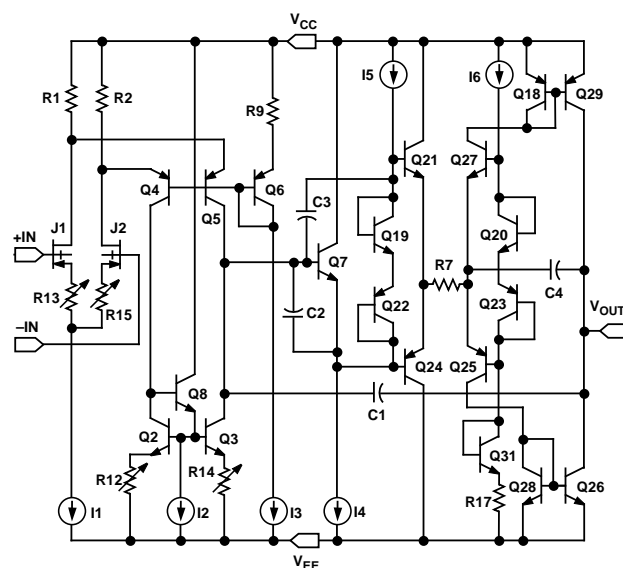 VCC
R1
R2
R9
I5
I6
Q18
Q29
Q21
Q27
Q4
Q5
Q6
C3
J1
J2
Q19
Q20
+IN
Q7
R7
C4
R13
R15
C2
Q22
Q23
VOUT
–IN
Q24
Q25
Q8
C1
Q2
Q3
Q31
R12
R14
Q28
Q26
R17
I1
I2
I3
I4
VEE